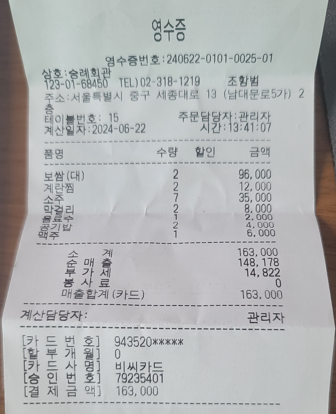 영수증
영수증번호:240622-0101-0025-01
상호:숭례회관
123-01-68450 TEL)02-318-1219 조항범
주소:서울특별시 중구 세종대로 13 (남대문로5가) 2
층
테이블번호: 15 주문담당자:관리자
계산일자:2024-06-22 시간:13:41:07
품명 수량 할인 금액
보쌈(대) 2 96,000
계란찜 2 12,000
소주 7 35,000
막걸리 2 8,000
음료수 1 2,000
공기밥 2 4,000
맥주 1 6,000
소 계 163,000
순 매출 148,178
부가세 14,822
봉사료 0
매출합계(카드) 163,000
계산담당자: 관리자
[카드 번호] 943520*****
[할부개월] 0
[카드사명] 비씨카드
[승인번호] 79235401
[결제금액] 163,000